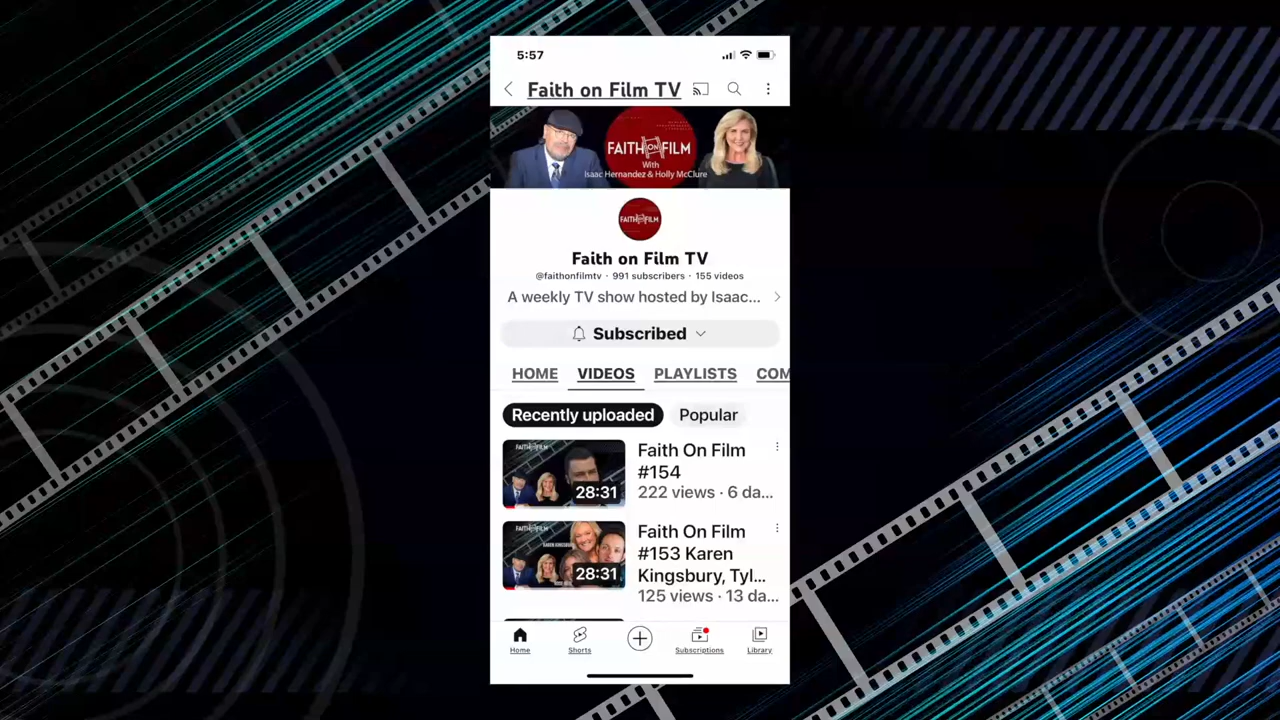 5:57
Faith on Film TV
FAITH ON FILM
With
Isaac Hernandez & Holly McClure
FAITH ON FILM
Faith on Film TV
@faithonfilmtv · 991 subscribers · 155 videos
A weekly TV show hosted by Isaac...
Subscribed
HOME VIDEOS PLAYLISTS COM
Recently uploaded Popular
FAITH ON FILM
28:31
Faith On Film
#154
222 views · 6 da...
FAITH ON FILM
KAREN KINGSBURY
28:31
Faith On Film
#153 Karen
Kingsbury, Tyl...
125 views · 13 da...
Home Shorts Subscriptions Library